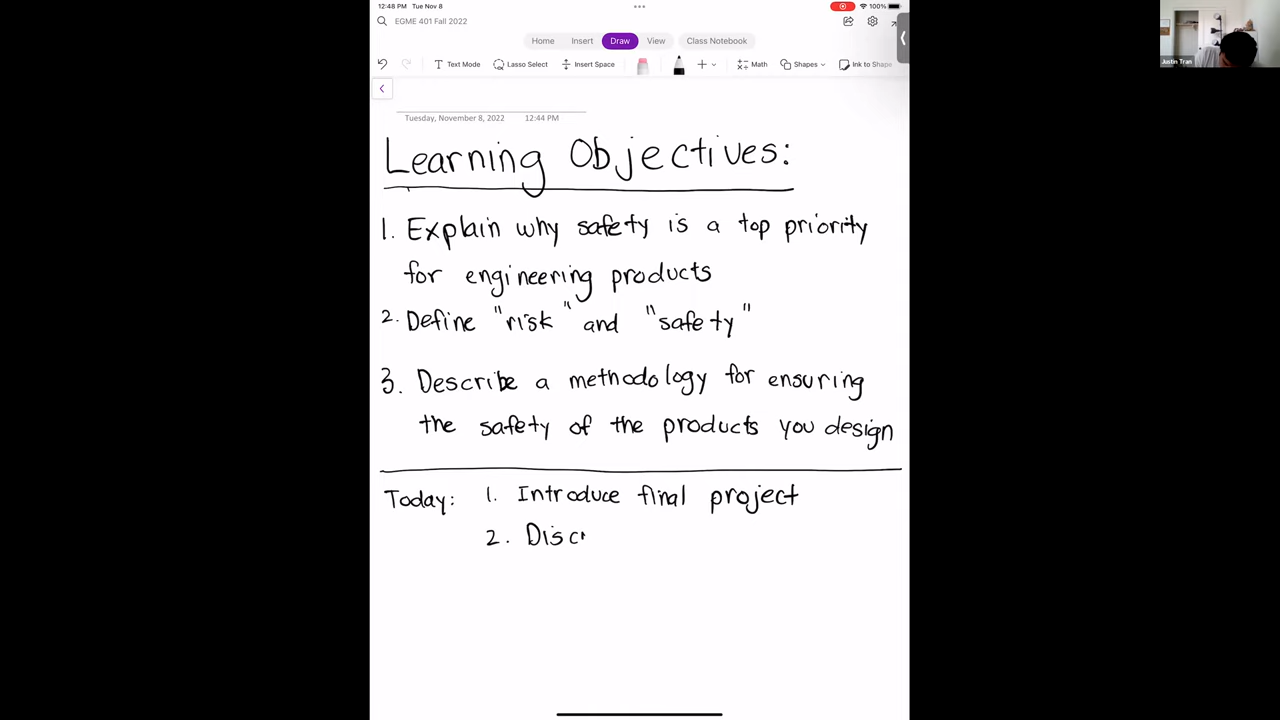 12:48 PM Tue Nov 8
100%
EGME 401 Fall 2022
Home Insert Draw View Class Notebook
Text Mode Lasso Select Insert Space Math Shapes Ink to Shape
Tuesday, November 8, 2022 12:44 PM
Learning Objectives:
1. Explain why safety is a top priority
for engineering products
2. Define "risk" and "safety"
3. Describe a methodology for ensuring
the safety of the products you design
Today: 1. Introduce final project
2. Disc
Justin Tran